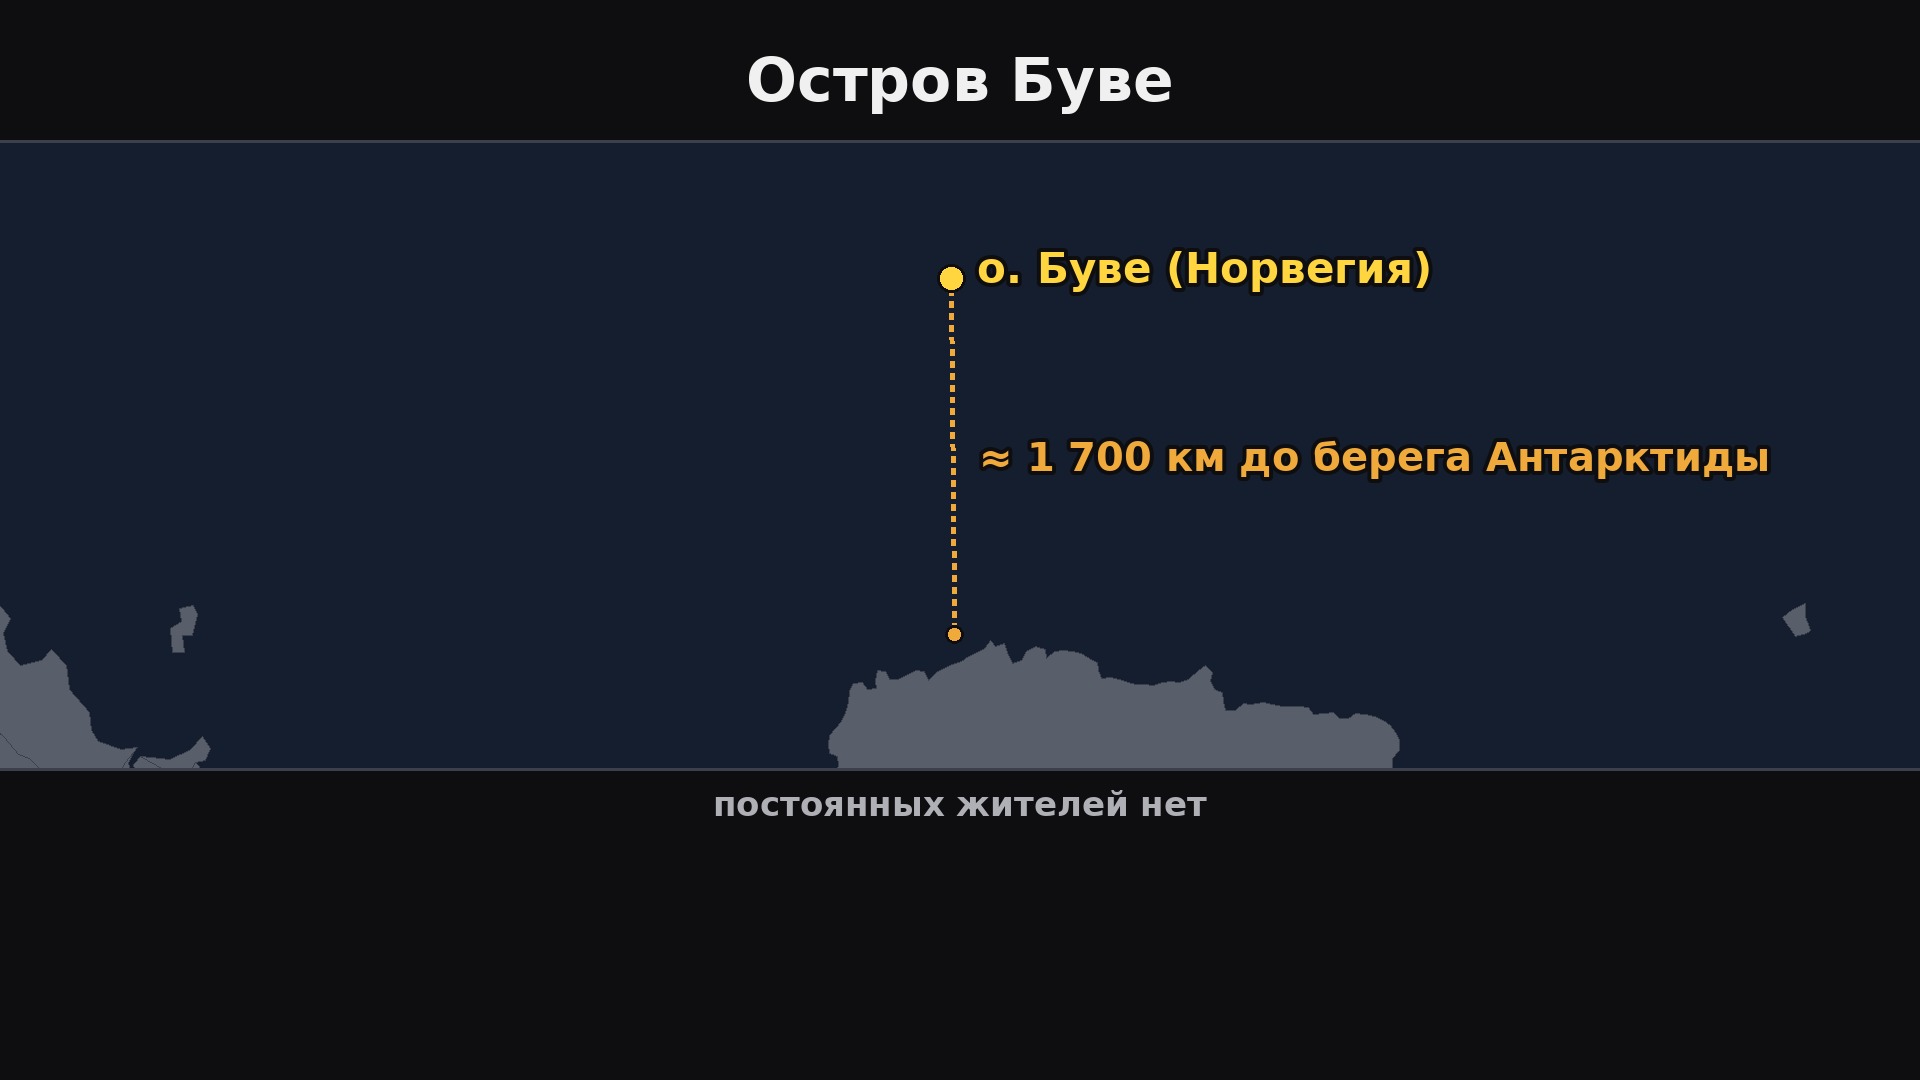 Остров Буве
о. Буве (Норвегия)
≈ 1 700 км до берега Антарктиды
постоянных жителей нет